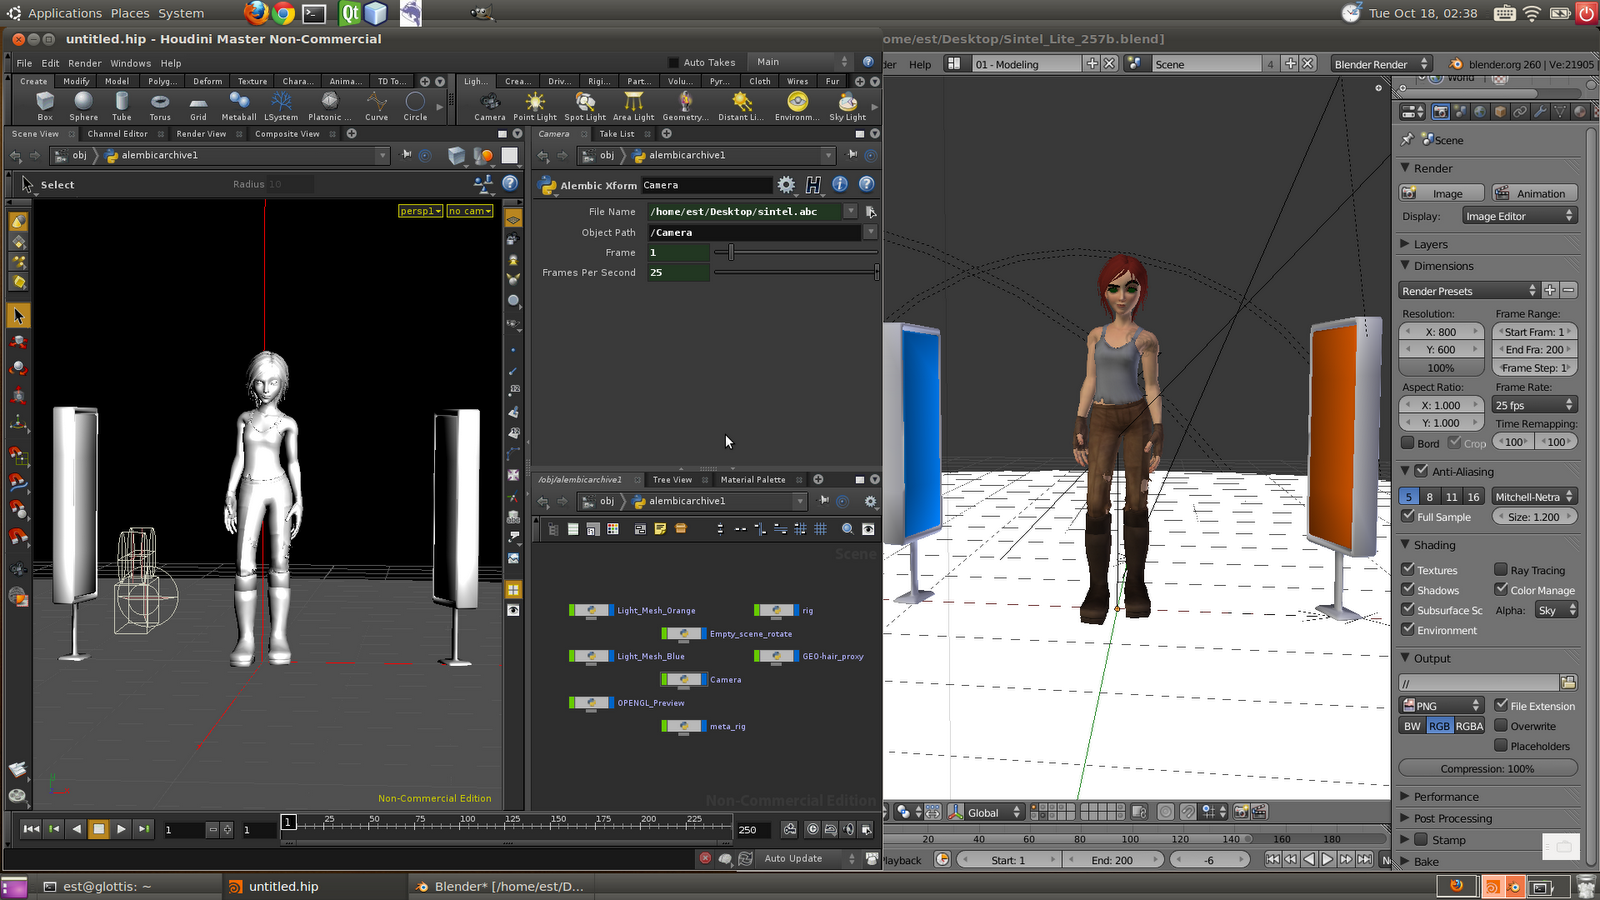 Applications Places System
Tue Oct 18, 02:38
untitled.hip - Houdini Master Non-Commercial
ome/est/Desktop/Sintel_Lite_257b.blend]
File Edit Render Windows Help
Auto Takes
Main
der Help
01 - Modeling
Scene
4
Blender Render
blender.org 260 | Ve:21905
World
Create Modify Model Polyg... Deform Texture Chara... Anima... TD To...
Ligh... Crea... Driv... Rigi... Part... Volu... Pyr... Cloth Wires Fur
Box Sphere Tube Torus Grid Metaball LSystem Platonic ... Curve Circle
Camera Point Light Spot Light Area Light Geometry... Distant Li... Environm... Sky Light
Scene View Channel Editor Render View Composite View
Camera Take List
obj alembicarchive1
obj alembicarchive1
Select
Radius 10
Alembic Xform Camera
File Name /home/est/Desktop/sintel.abc
Object Path /Camera
Frame 1
Frames Per Second 25
persp1 no cam
Non-Commercial Edition
/obj/alembicarchive1 Tree View Material Palette
obj alembicarchive1
Scene
Light_Mesh_Orange
rig
Empty_scene_rotate
Light_Mesh_Blue
GEO-hair_proxy
Camera
OPENGL_Preview
meta_rig
Non-Commercial Edition
1
1
1
25 50 75 100 125 150 175 200 225
250
Auto Update
Scene
Render
Image
Animation
Display: Image Editor
Layers
Dimensions
Render Presets
Resolution: Frame Range:
X: 800 Start Fram: 1
Y: 600 End Fra: 200
100% Frame Step: 1
Aspect Ratio: Frame Rate:
X: 1.000 25 fps
Y: 1.000 Time Remapping:
Bord Crop 100 100
Anti-Aliasing
5 8 11 16 Mitchell-Netra
Full Sample Size: 1.200
Shading
Textures Ray Tracing
Shadows Color Manage
Subsurface Sc Alpha: Sky
Environment
Output
//
PNG File Extension
BW RGB RGBA Overwrite
Placeholders
Compression: 100%
Performance
Post Processing
Stamp
Bake
Global
20 40 60 80 100 120 140 160 180
layback
Start: 1
End: 200
-6
est@glottis: ~
untitled.hip
Blender* [/home/est/D...